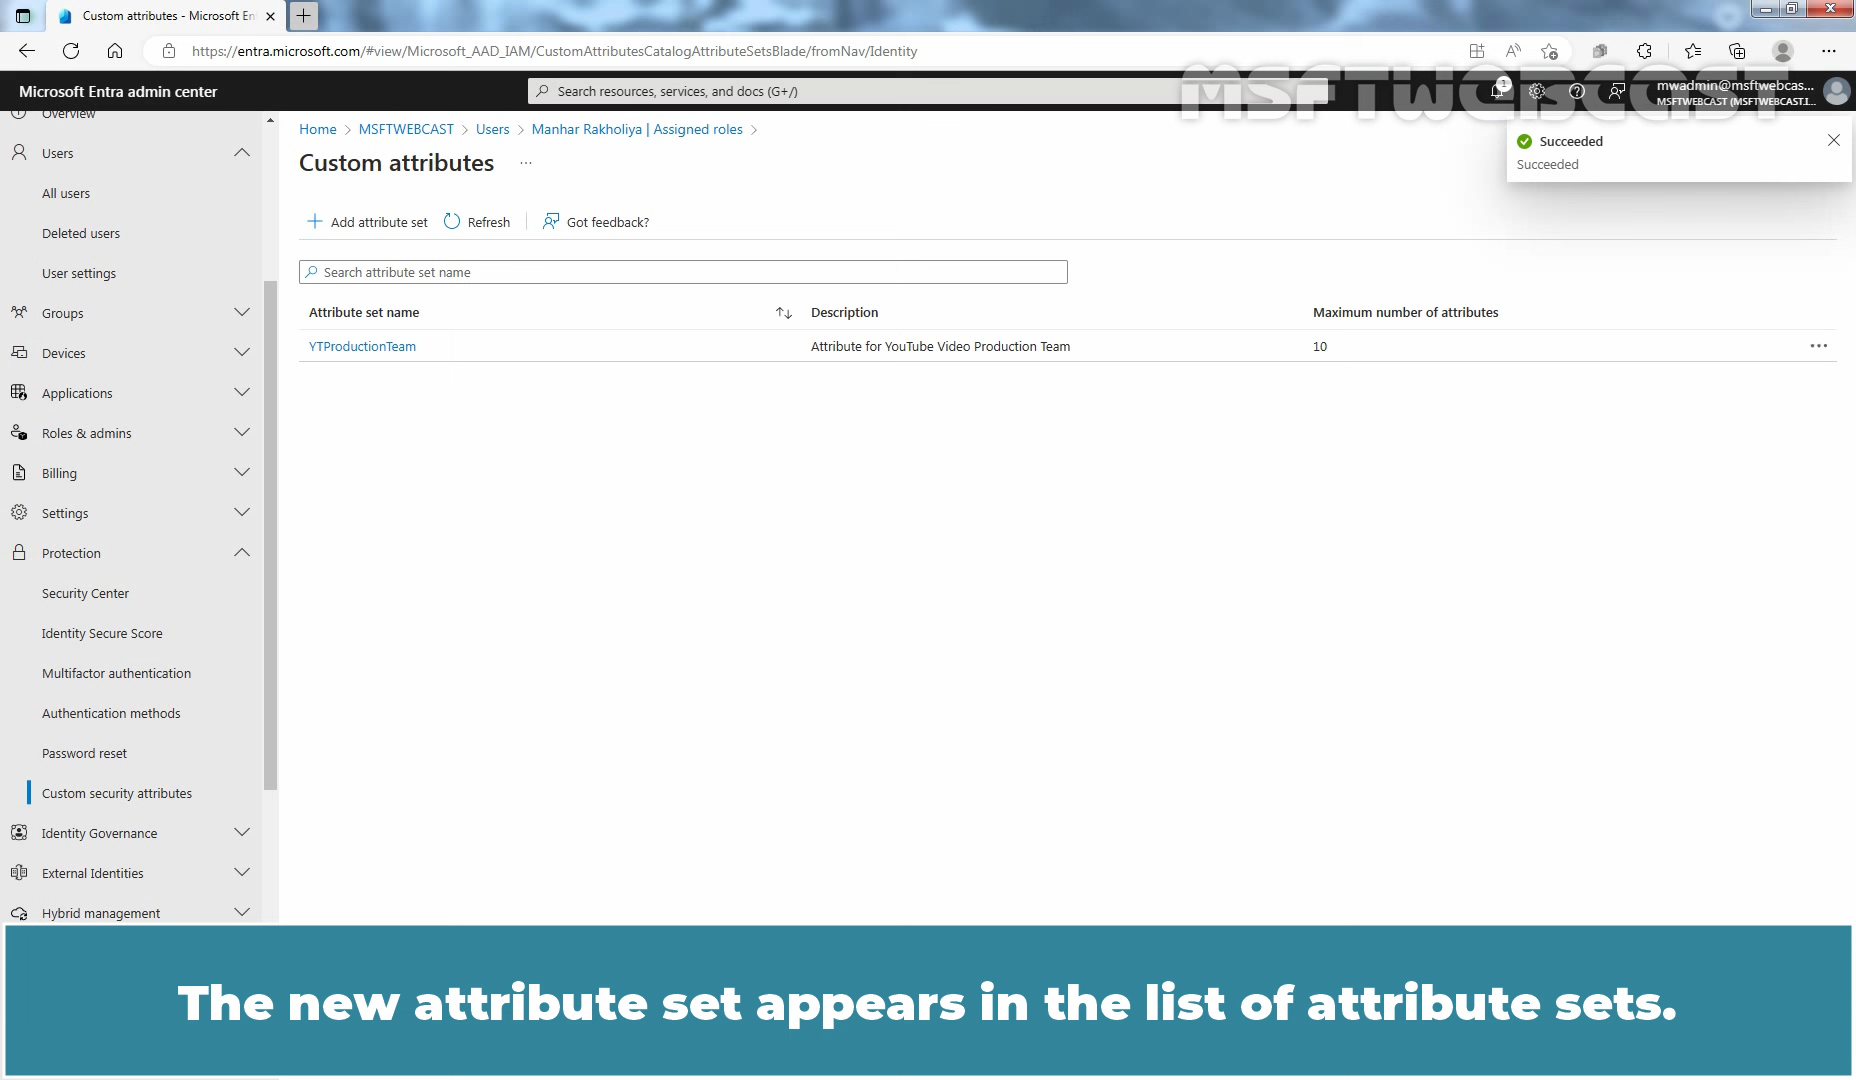 Custom attributes - Microsoft En
https://entra.microsoft.com/#view/Microsoft_AAD_IAM/CustomAttributesCatalogAttributeSetsBlade/fromNav/Identity
MSFTWEBCAST
Microsoft Entra admin center
Search resources, services, and docs (G+/)
1
mwadmin@msftwebcas...
MSFTWEBCAST (MSFTWEBCAST.I...
Overview
Users
All users
Deleted users
User settings
Groups
Devices
Applications
Roles & admins
Billing
Settings
Protection
Security Center
Identity Secure Score
Multifactor authentication
Authentication methods
Password reset
Custom security attributes
Identity Governance
External Identities
Hybrid management
Home > MSFTWEBCAST > Users > Manhar Rakholiya | Assigned roles >
Custom attributes ...
Succeeded
Succeeded
Add attribute set Refresh Got feedback?
Search attribute set name
Attribute set name Description Maximum number of attributes
YTProductionTeam Attribute for YouTube Video Production Team 10
The new attribute set appears in the list of attribute sets.